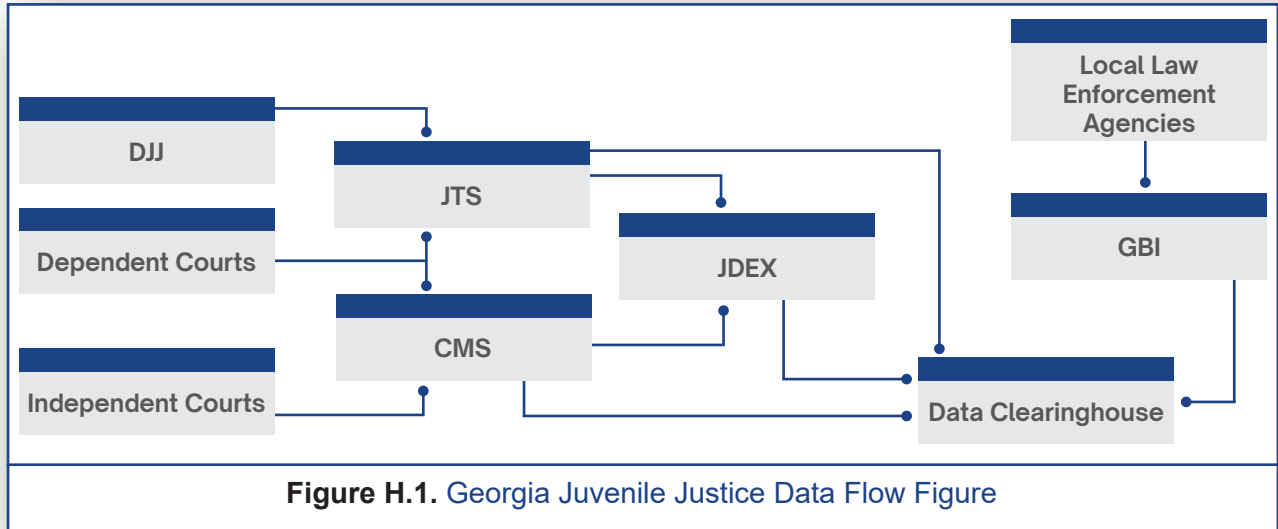 Local Law
Enforcement
Agencies
DJJ
JTS
GBI
Dependent Courts
JDEX
CMS
Independent Courts
Data Clearinghouse
Figure H.1. Georgia Juvenile Justice Data Flow Figure